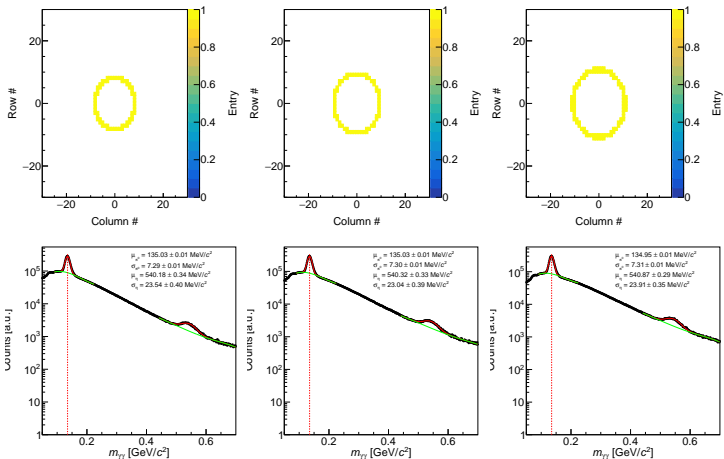 Row #
20
0
−20
−20 0 20
Column #
1
0.8
0.6
0.4
0.2
0
Entry
Row #
20
0
−20
−20 0 20
Column #
1
0.8
0.6
0.4
0.2
0
Entry
Row #
20
0
−20
−20 0 20
Column #
1
0.8
0.6
0.4
0.2
0
Entry
Counts [a.u.]
10⁵
10⁴
10³
10²
10
1
μπ⁰ = 135.03 ± 0.01 MeV/c²
σπ⁰ = 7.29 ± 0.01 MeV/c²
μη = 540.18 ± 0.34 MeV/c²
ση = 23.54 ± 0.40 MeV/c²
0.2 0.4 0.6
mγγ [GeV/c²]
Counts [a.u.]
10⁵
10⁴
10³
10²
10
1
μπ⁰ = 135.03 ± 0.01 MeV/c²
σπ⁰ = 7.30 ± 0.01 MeV/c²
μη = 540.32 ± 0.33 MeV/c²
ση = 23.04 ± 0.39 MeV/c²
0.2 0.4 0.6
mγγ [GeV/c²]
Counts [a.u.]
10⁵
10⁴
10³
10²
10
1
μπ⁰ = 134.95 ± 0.01 MeV/c²
σπ⁰ = 7.31 ± 0.01 MeV/c²
μη = 540.87 ± 0.29 MeV/c²
ση = 23.91 ± 0.35 MeV/c²
0.2 0.4 0.6
mγγ [GeV/c²]